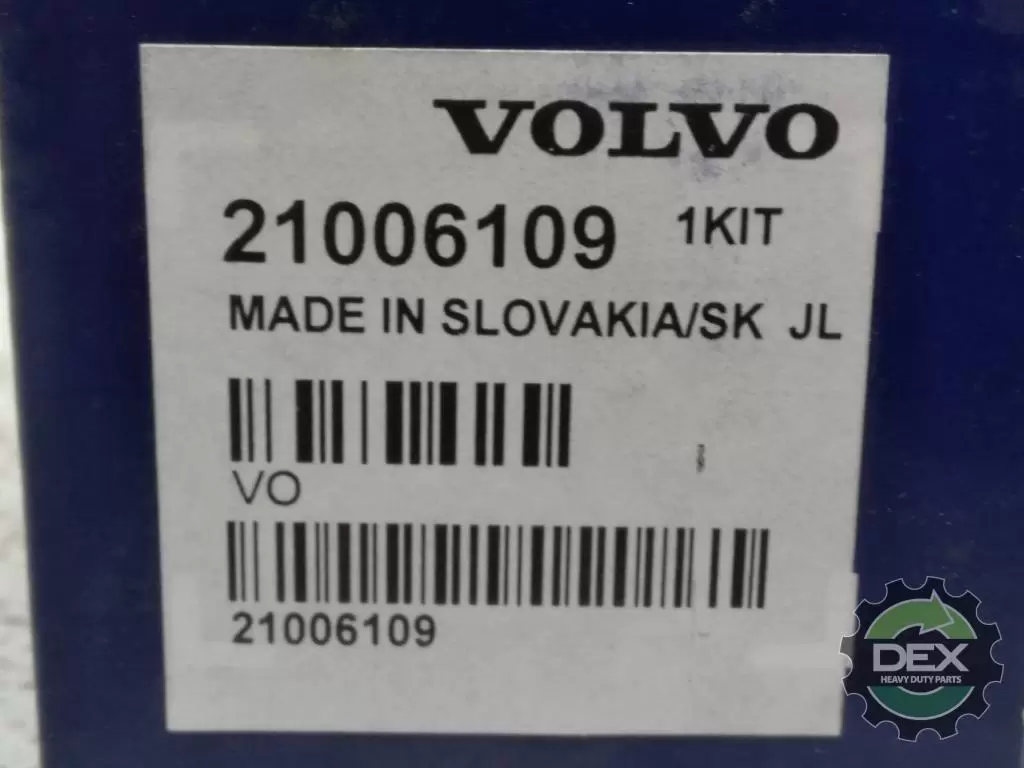 VOLVO
21006109 1KIT
MADE IN SLOVAKIA/SK JL
VO
21006109
DEX
HEAVY DUTY PARTS